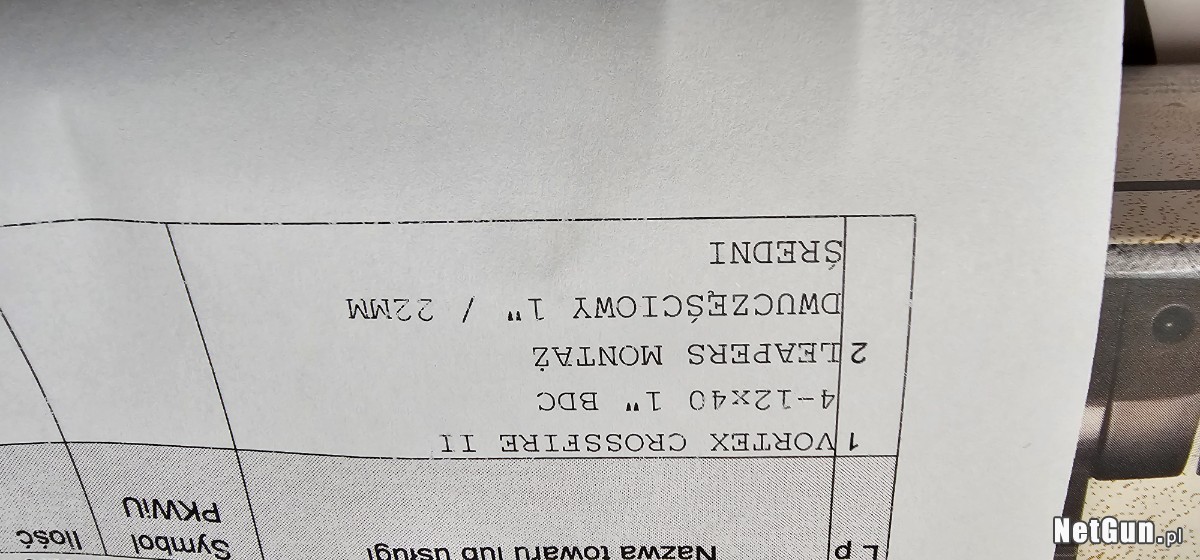 Lp Nazwa towaru lub usługi Symbol PKWiU Ilość
1 VORTEX CROSSFIRE II
4-12x40 1" BDC
2 LEAPERS MONTAŻ
DWUCZĘŚCIOWY 1" / 22MM
ŚREDNI
NetGun.pl